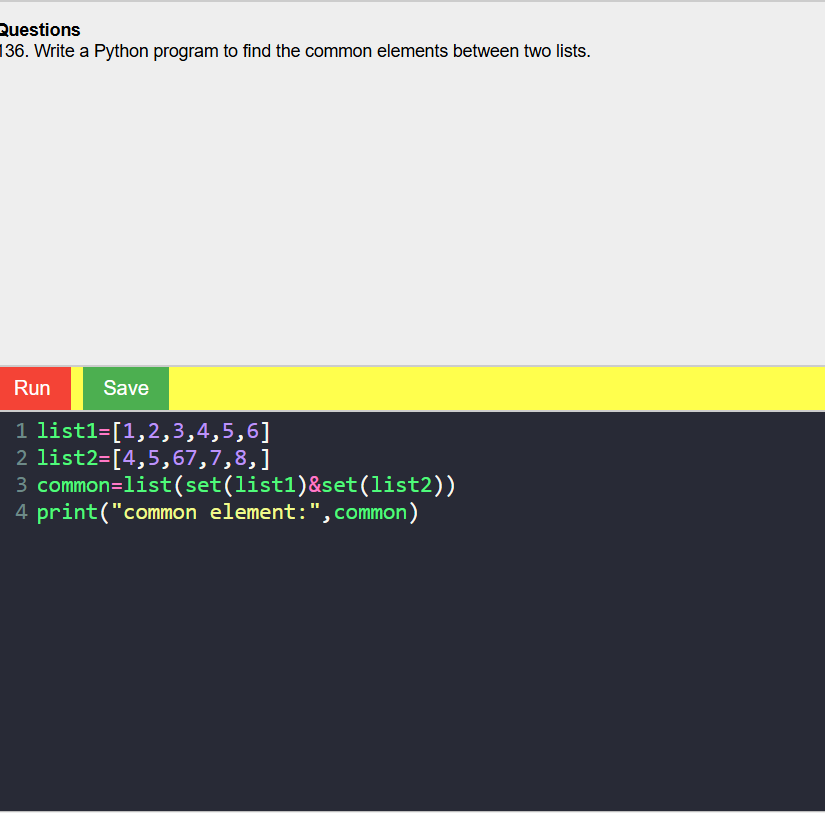 Questions
136. Write a Python program to find the common elements between two lists.
Run Save
1 list1=[1,2,3,4,5,6]
2 list2=[4,5,67,7,8,]
3 common=list(set(list1)&set(list2))
4 print("common element:",common)